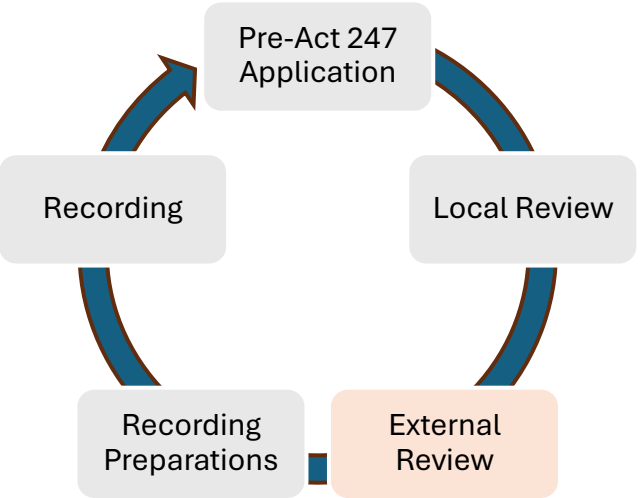 Pre-Act 247
Application
Local Review
External
Review
Recording
Preparations
Recording